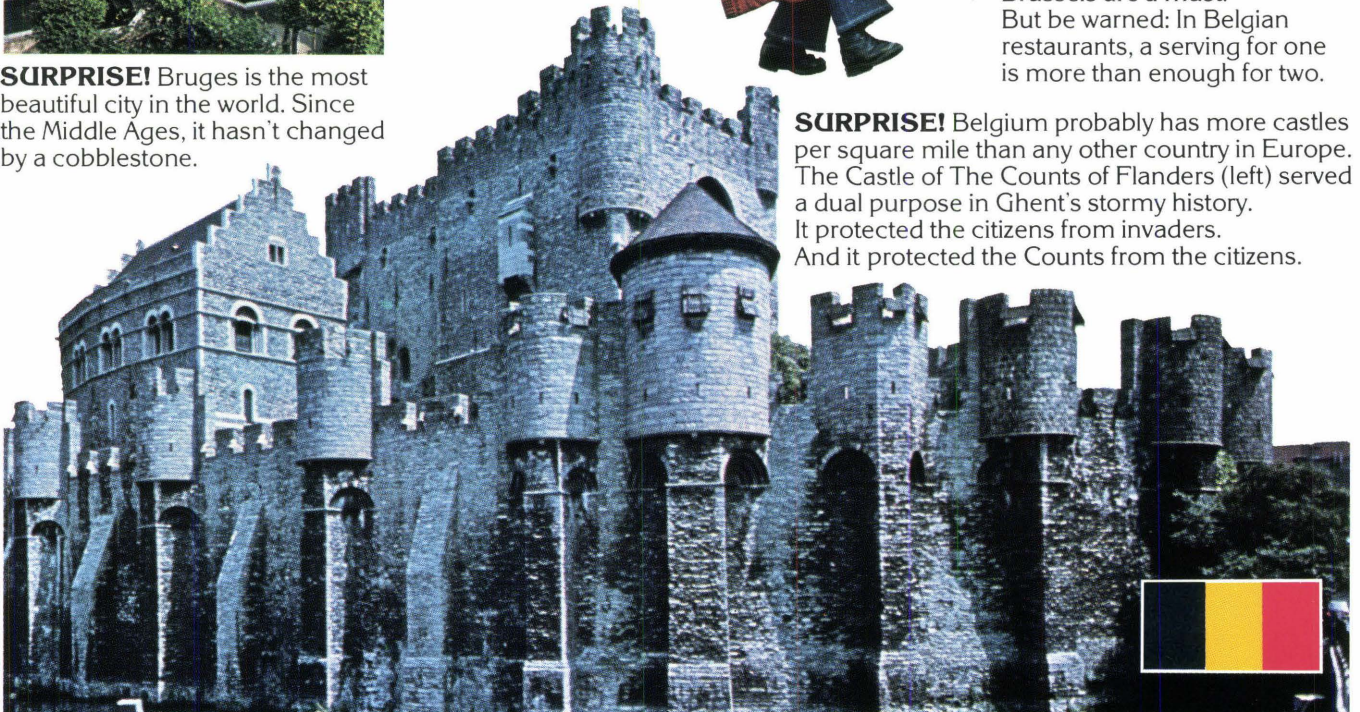 SURPRISE! Bruges is the most
beautiful city in the world. Since
the Middle Ages, it hasn't changed
by a cobblestone.
Brussels are a must.
But be warned: In Belgian
restaurants, a serving for one
is more than enough for two.
SURPRISE! Belgium probably has more castles
per square mile than any other country in Europe.
The Castle of The Counts of Flanders (left) served
a dual purpose in Ghent's stormy history.
It protected the citizens from invaders.
And it protected the Counts from the citizens.